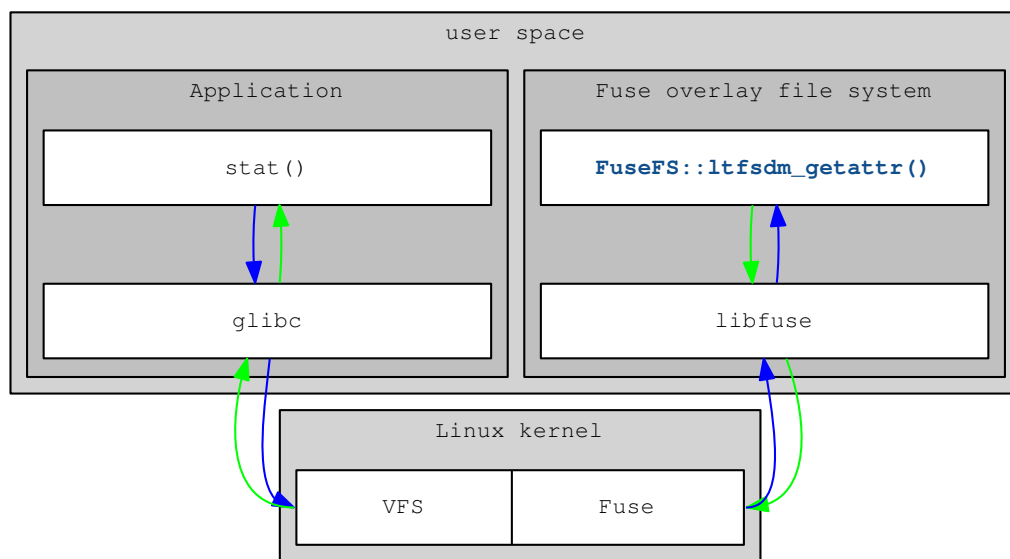 user space
Application
Fuse overlay file system
stat()
FuseFS::ltfsdm_getattr()
glibc
libfuse
Linux kernel
VFS
Fuse